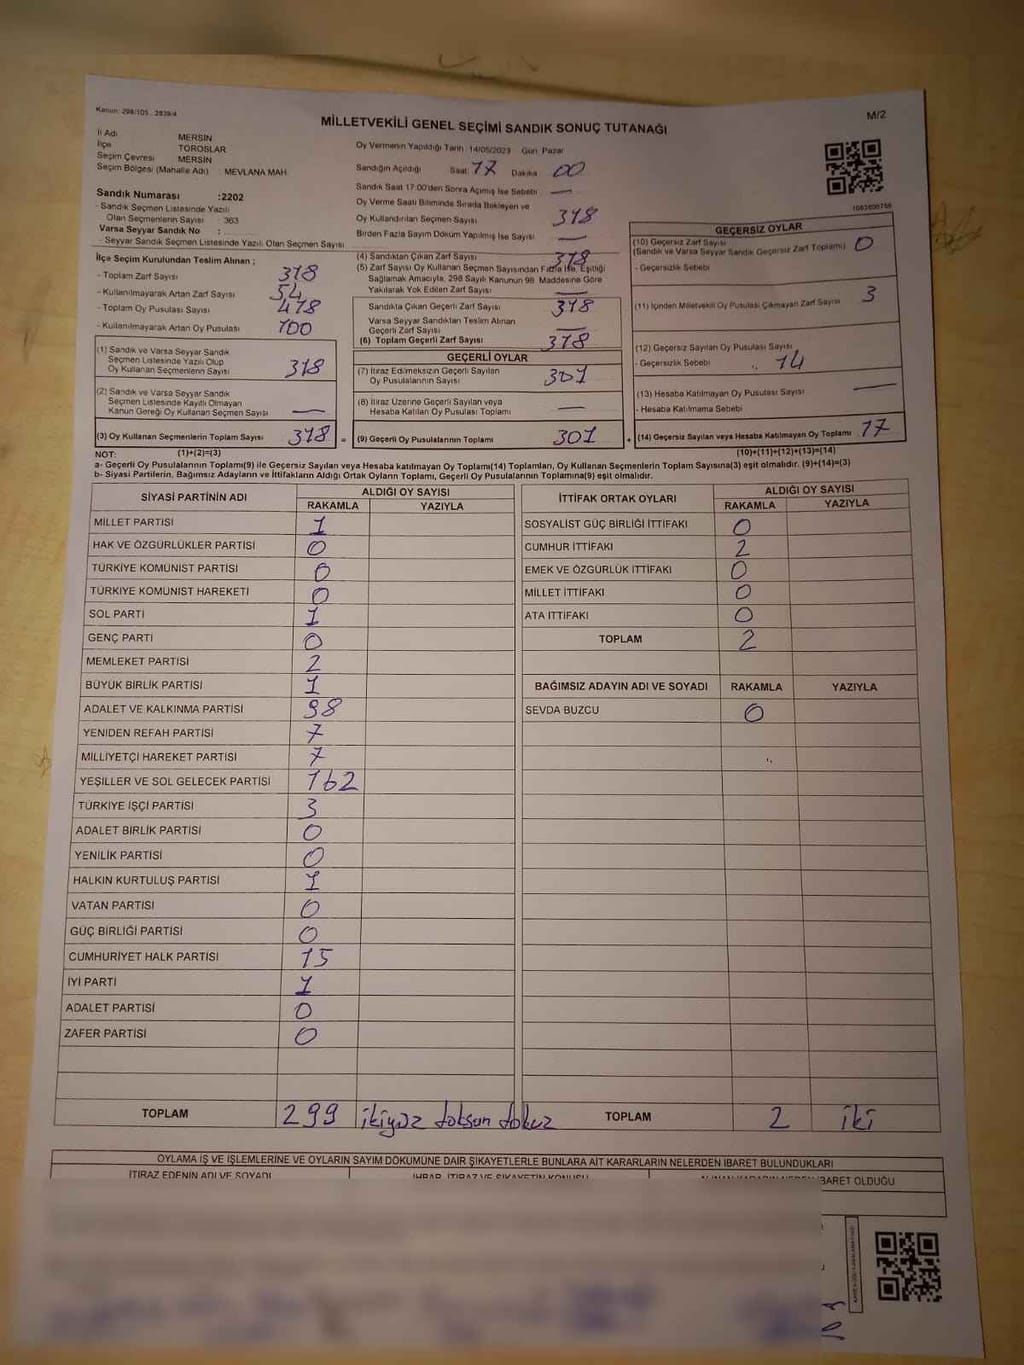 Kanun: 298/105 , 2839/4
M/2
MİLLETVEKİLİ GENEL SEÇİMİ SANDIK SONUÇ TUTANAĞI
İl Adı MERSİN
İlçe TOROSLAR
Seçim Çevresi MERSİN
Seçim Bölgesi (Mahalle Adı) : MEVLANA MAH
Sandık Numarası :2202
- Sandık Seçmen Listesinde Yazılı
Olan Seçmenlerin Sayısı : 363
Varsa Seyyar Sandık No :
- Seyyar Sandık Seçmen Listesinde Yazılı Olan Seçmen Sayısı
Oy Vermenin Yapıldığı Tarih 14/05/2023 Gün Pazar
Sandığın Açıldığı Saat 17 Dakika 00
Sandık Saat 17:00'den Sonra Açılmış İse Sebebi —
Oy Verme Saati Bitiminde Sırada Bekleyen ve
Oy Kullandırılan Seçmen Sayısı 318
Birden Fazla Sayım Döküm Yapılmış İse Sayısı —
İlçe Seçim Kurulundan Teslim Alınan ;
- Toplam Zarf Sayısı 378
- Kullanılmayarak Artan Zarf Sayısı 54
- Toplam Oy Pusulası Sayısı 478
- Kullanılmayarak Artan Oy Pusulası 100
(1) Sandık ve Varsa Seyyar Sandık
Seçmen Listesinde Yazılı Olup
Oy Kullanan Seçmenlerin Sayısı 318
(2) Sandık ve Varsa Seyyar Sandık
Seçmen Listesinde Kayıtlı Olmayan
Kanun Gereği Oy Kullanan Seçmen Sayısı —
(3) Oy Kullanan Seçmenlerin Toplam Sayısı 318 =
(4) Sandıktan Çıkan Zarf Sayısı 378
(5) Zarf Sayısı Oy Kullanan Seçmen Sayısından Fazla İse, Eşitliği
Sağlamak Amacıyla, 298 Sayılı Kanunun 98. Maddesine Göre
Yakılarak Yok Edilen Zarf Sayısı —
Sandıkta Çıkan Geçerli Zarf Sayısı 318
Varsa Seyyar Sandıktan Teslim Alınan
Geçerli Zarf Sayısı —
(6) Toplam Geçerli Zarf Sayısı 318
GEÇERLİ OYLAR
(7) İtiraz Edilmeksizin Geçerli Sayılan
Oy Pusulalarının Sayısı 301
(8) İtiraz Üzerine Geçerli Sayılan veya
Hesaba Katılan Oy Pusulası Toplamı —
(9) Geçerli Oy Pusulalarının Toplamı 301 +
1083600768
GEÇERSİZ OYLAR
(10) Geçersiz Zarf Sayısı 0
(Sandık ve Varsa Seyyar Sandık Geçersiz Zarf Toplamı)
- Geçersizlik Sebebi
(11) İçinden Milletvekili Oy Pusulası Çıkmayan Zarf Sayısı 3
(12) Geçersiz Sayılan Oy Pusulası Sayısı
- Geçersizlik Sebebi 14
(13) Hesaba Katılmayan Oy Pusulası Sayısı —
- Hesaba Katılmama Sebebi
(14) Geçersiz Sayılan veya Hesaba Katılmayan Oy Toplamı 17
NOT: (1)+(2)=(3) (10)+(11)+(12)+(13)=(14)
a- Geçerli Oy Pusulalarının Toplamı(9) ile Geçersiz Sayılan veya Hesaba katılmayan Oy Toplamı(14) Toplamları, Oy Kullanan Seçmenlerin Toplam Sayısına(3) eşit olmalıdır. (9)+(14)=(3)
b- Siyasi Partilerin, Bağımsız Adayların ve İttifakların Aldığı Ortak Oyların Toplamı, Geçerli Oy Pusulalarının Toplamına(9) eşit olmalıdır.
SİYASİ PARTİNİN ADI ALDIĞI OY SAYISI
RAKAMLA YAZIYLA
MİLLET PARTİSİ 1
HAK VE ÖZGÜRLÜKLER PARTİSİ 0
TÜRKİYE KOMÜNİST PARTİSİ 0
TÜRKİYE KOMÜNİST HAREKETİ 0
SOL PARTİ 1
GENÇ PARTİ 0
MEMLEKET PARTİSİ 2
BÜYÜK BİRLİK PARTİSİ 1
ADALET VE KALKINMA PARTİSİ 98
YENİDEN REFAH PARTİSİ 7
MİLLİYETÇİ HAREKET PARTİSİ 7
YEŞİLLER VE SOL GELECEK PARTİSİ 162
TÜRKİYE İŞÇİ PARTİSİ 3
ADALET BİRLİK PARTİSİ 0
YENİLİK PARTİSİ 0
HALKIN KURTULUŞ PARTİSİ 1
VATAN PARTİSİ 0
GÜÇ BİRLİĞİ PARTİSİ 0
CUMHURİYET HALK PARTİSİ 15
İYİ PARTİ 1
ADALET PARTİSİ 0
ZAFER PARTİSİ 0
TOPLAM 299 ikiyüz doksan dokuz
İTTİFAK ORTAK OYLARI ALDIĞI OY SAYISI
RAKAMLA YAZIYLA
SOSYALİST GÜÇ BİRLİĞİ İTTİFAKI 0
CUMHUR İTTİFAKI 2
EMEK VE ÖZGÜRLÜK İTTİFAKI 0
MİLLET İTTİFAKI 0
ATA İTTİFAKI 0
TOPLAM 2
BAĞIMSIZ ADAYIN ADI VE SOYADI RAKAMLA YAZIYLA
SEVDA BUZCU 0
TOPLAM 2 iki
OYLAMA İŞ VE İŞLEMLERİNE VE OYLARIN SAYIM DÖKÜMÜNE DAİR ŞİKAYETLERLE BUNLARA AİT KARARLARIN NELERDEN İBARET BULUNDUKLARI
İTİRAZ EDENİN ADI VE SOYADI İHBAR, İTİRAZ VE ŞİKAYETİN KONUSU İBARET OLDUĞU